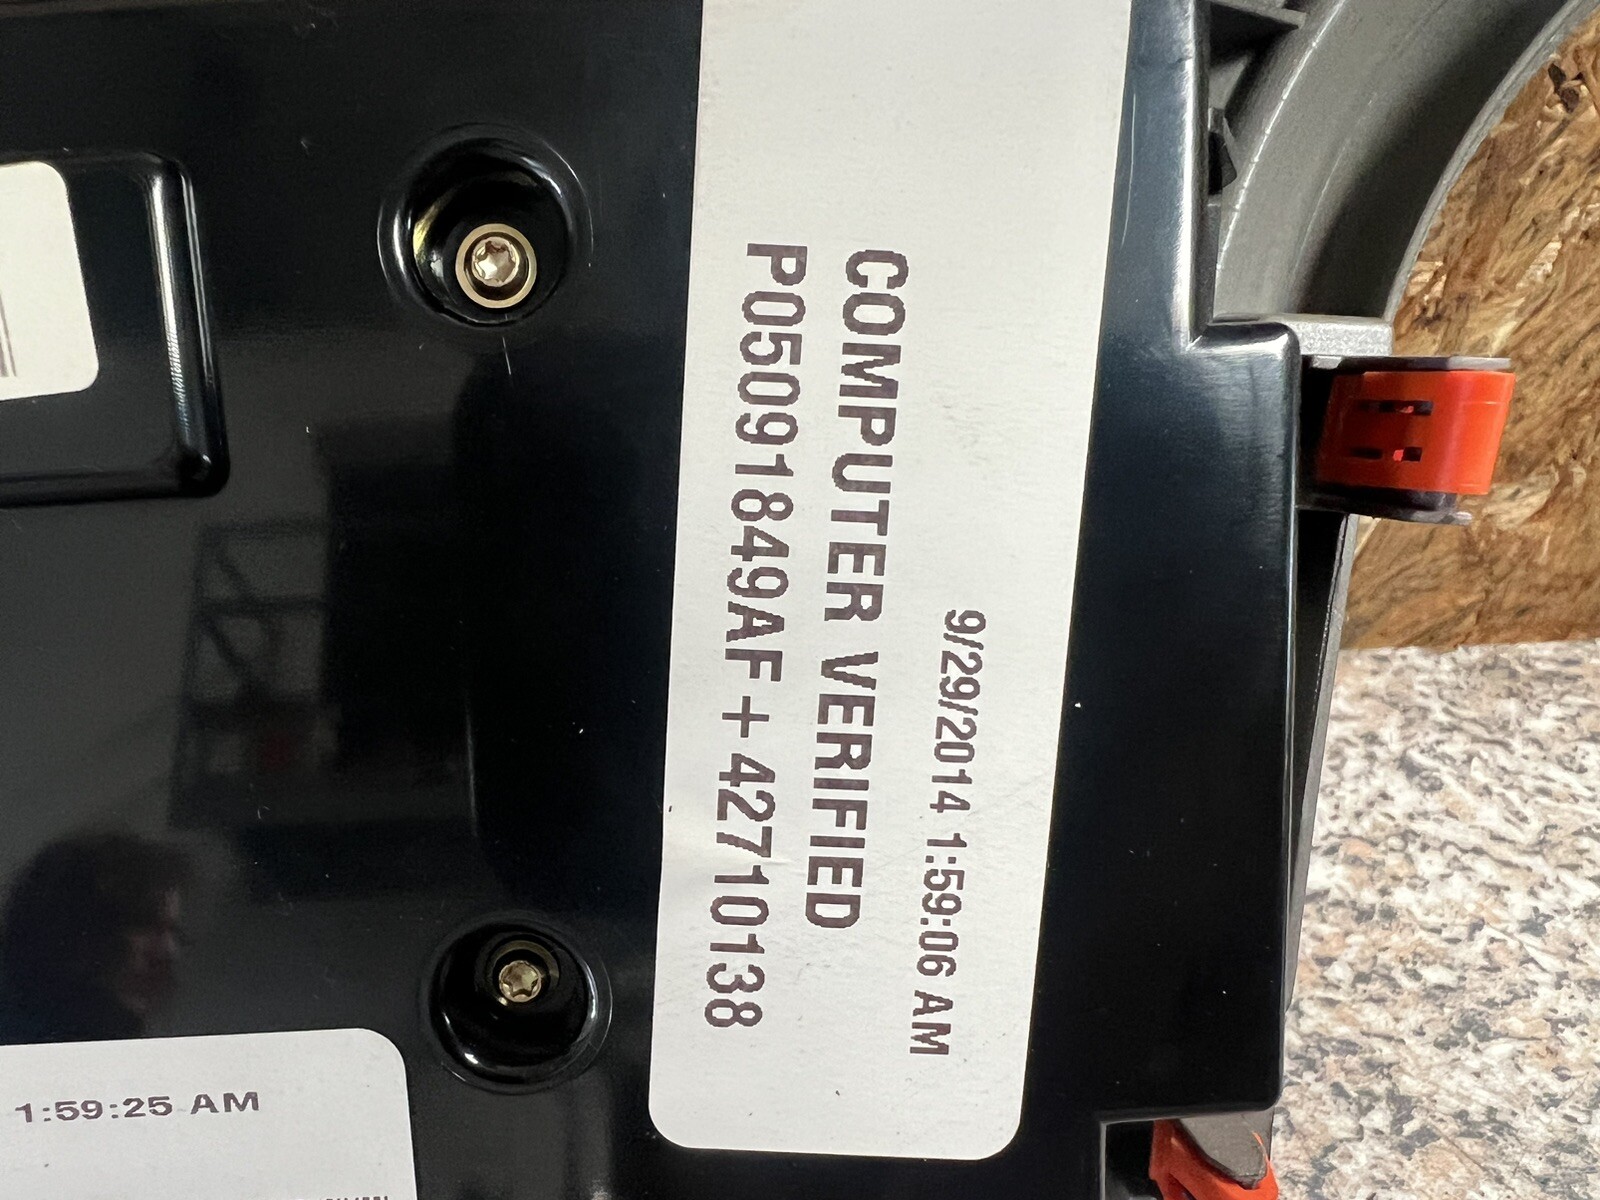 9/29/2014 1:59:06 AM
COMPUTER VERIFIED
P05091849AF+42710138
1:59:25 AM